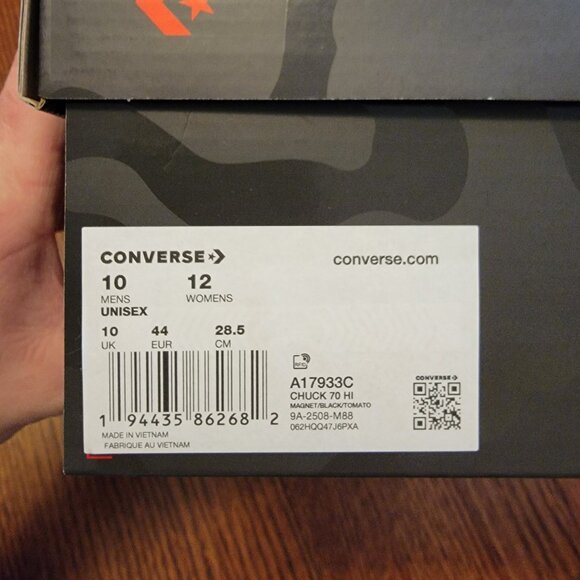 CONVERSE
converse.com
10 12
MENS WOMENS
UNISEX
10 44 28.5
UK EUR CM
RFID
A17933C
CHUCK 70 HI
MAGNET/BLACK/TOMATO
9A-2508-M88
062HQQ47J6PXA
CONVERSE
1 94435 86268 2
MADE IN VIETNAM
FABRIQUE AU VIETNAM